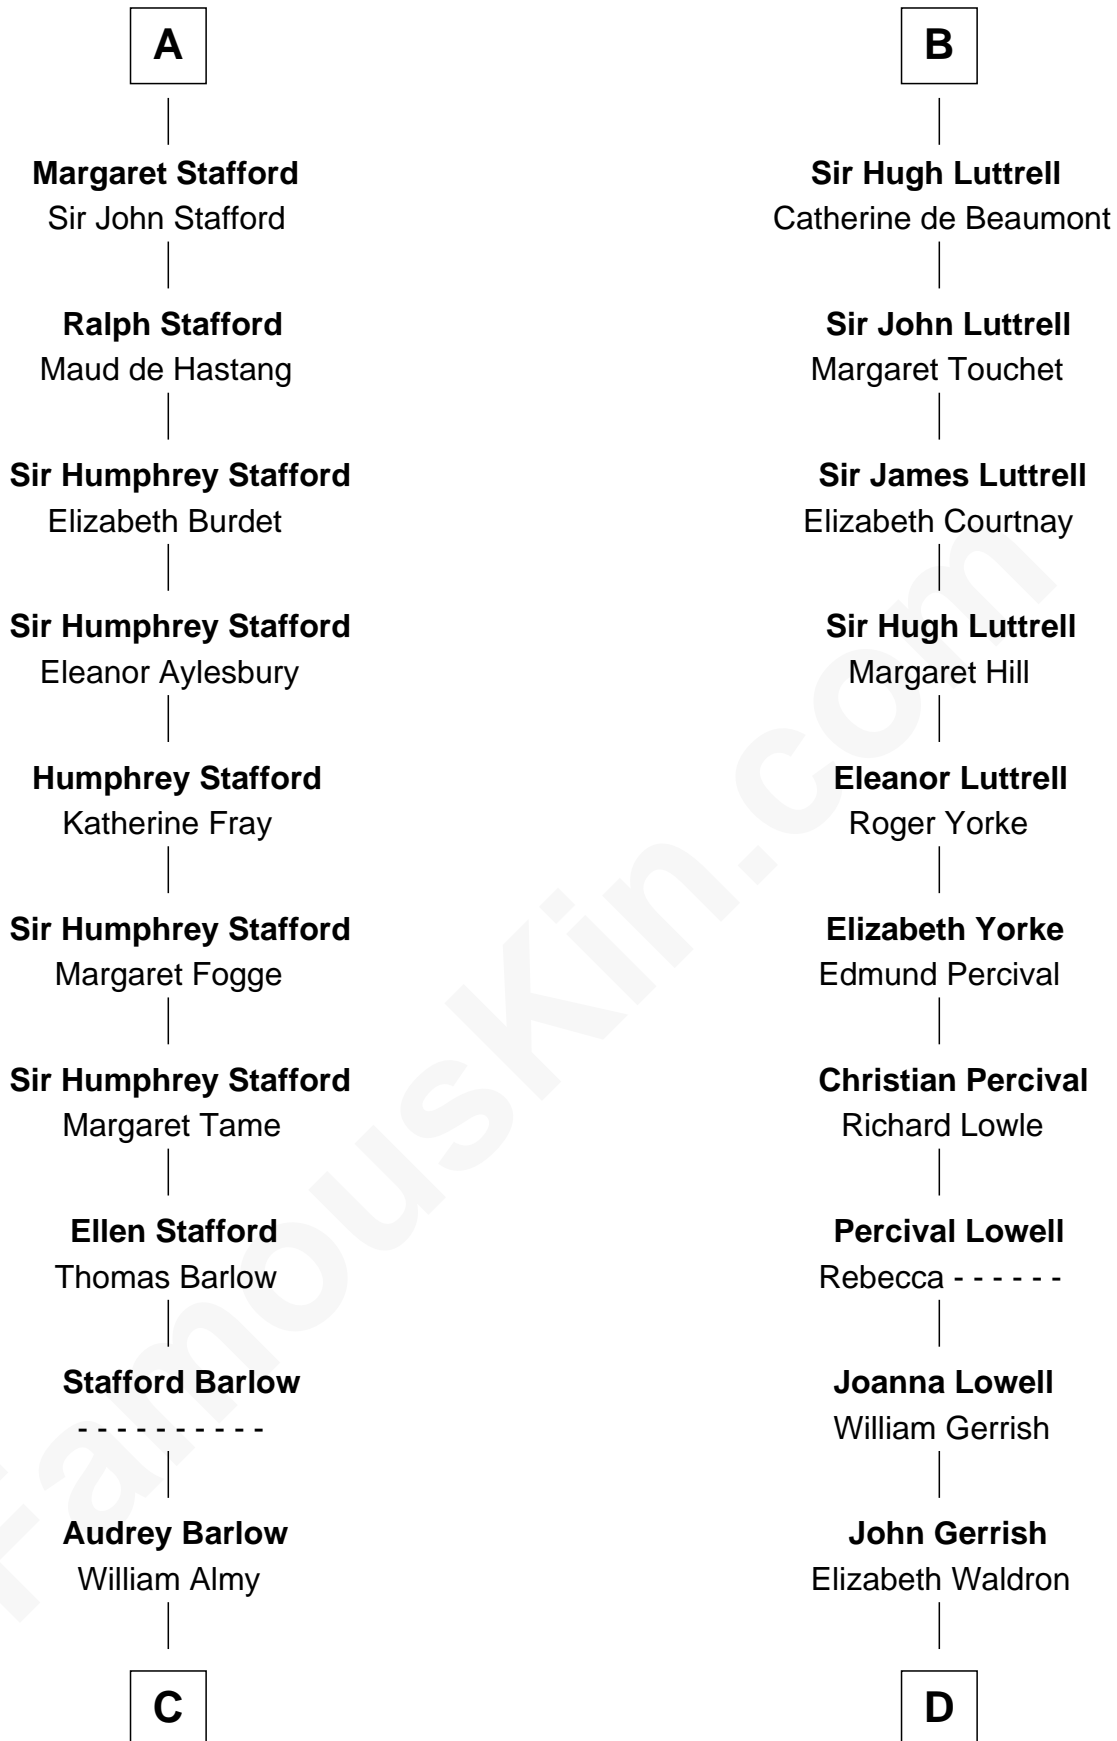 A
Margaret Stafford
Sir John Stafford
Ralph Stafford
Maud de Hastang
Sir Humphrey Stafford
Elizabeth Burdet
Sir Humphrey Stafford
Eleanor Aylesbury
Humphrey Stafford
Katherine Fray
Sir Humphrey Stafford
Margaret Fogge
Sir Humphrey Stafford
Margaret Tame
Ellen Stafford
Thomas Barlow
Stafford Barlow
- - - - - - - - - -
Audrey Barlow
William Almy
C
B
Sir Hugh Luttrell
Catherine de Beaumont
Sir John Luttrell
Margaret Touchet
Sir James Luttrell
Elizabeth Courtnay
Sir Hugh Luttrell
Margaret Hill
Eleanor Luttrell
Roger Yorke
Elizabeth Yorke
Edmund Percival
Christian Percival
Richard Lowle
Percival Lowell
Rebecca - - - - - -
Joanna Lowell
William Gerrish
John Gerrish
Elizabeth Waldron
D
FamousKin.com